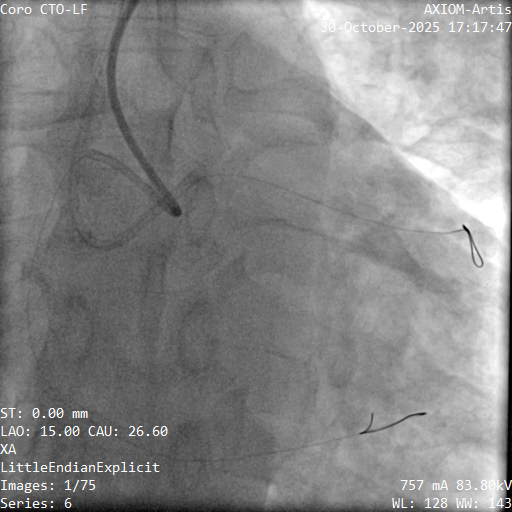 Coro CTO-LF
AXIOM-Artis
30-October-2025 17:17:47
ST: 0.00 mm
LAO: 15.00 CAU: 26.60
XA
LittleEndianExplicit
Images: 1/75
Series: 6
757 mA 83.80kV
WL: 128 WW: 143